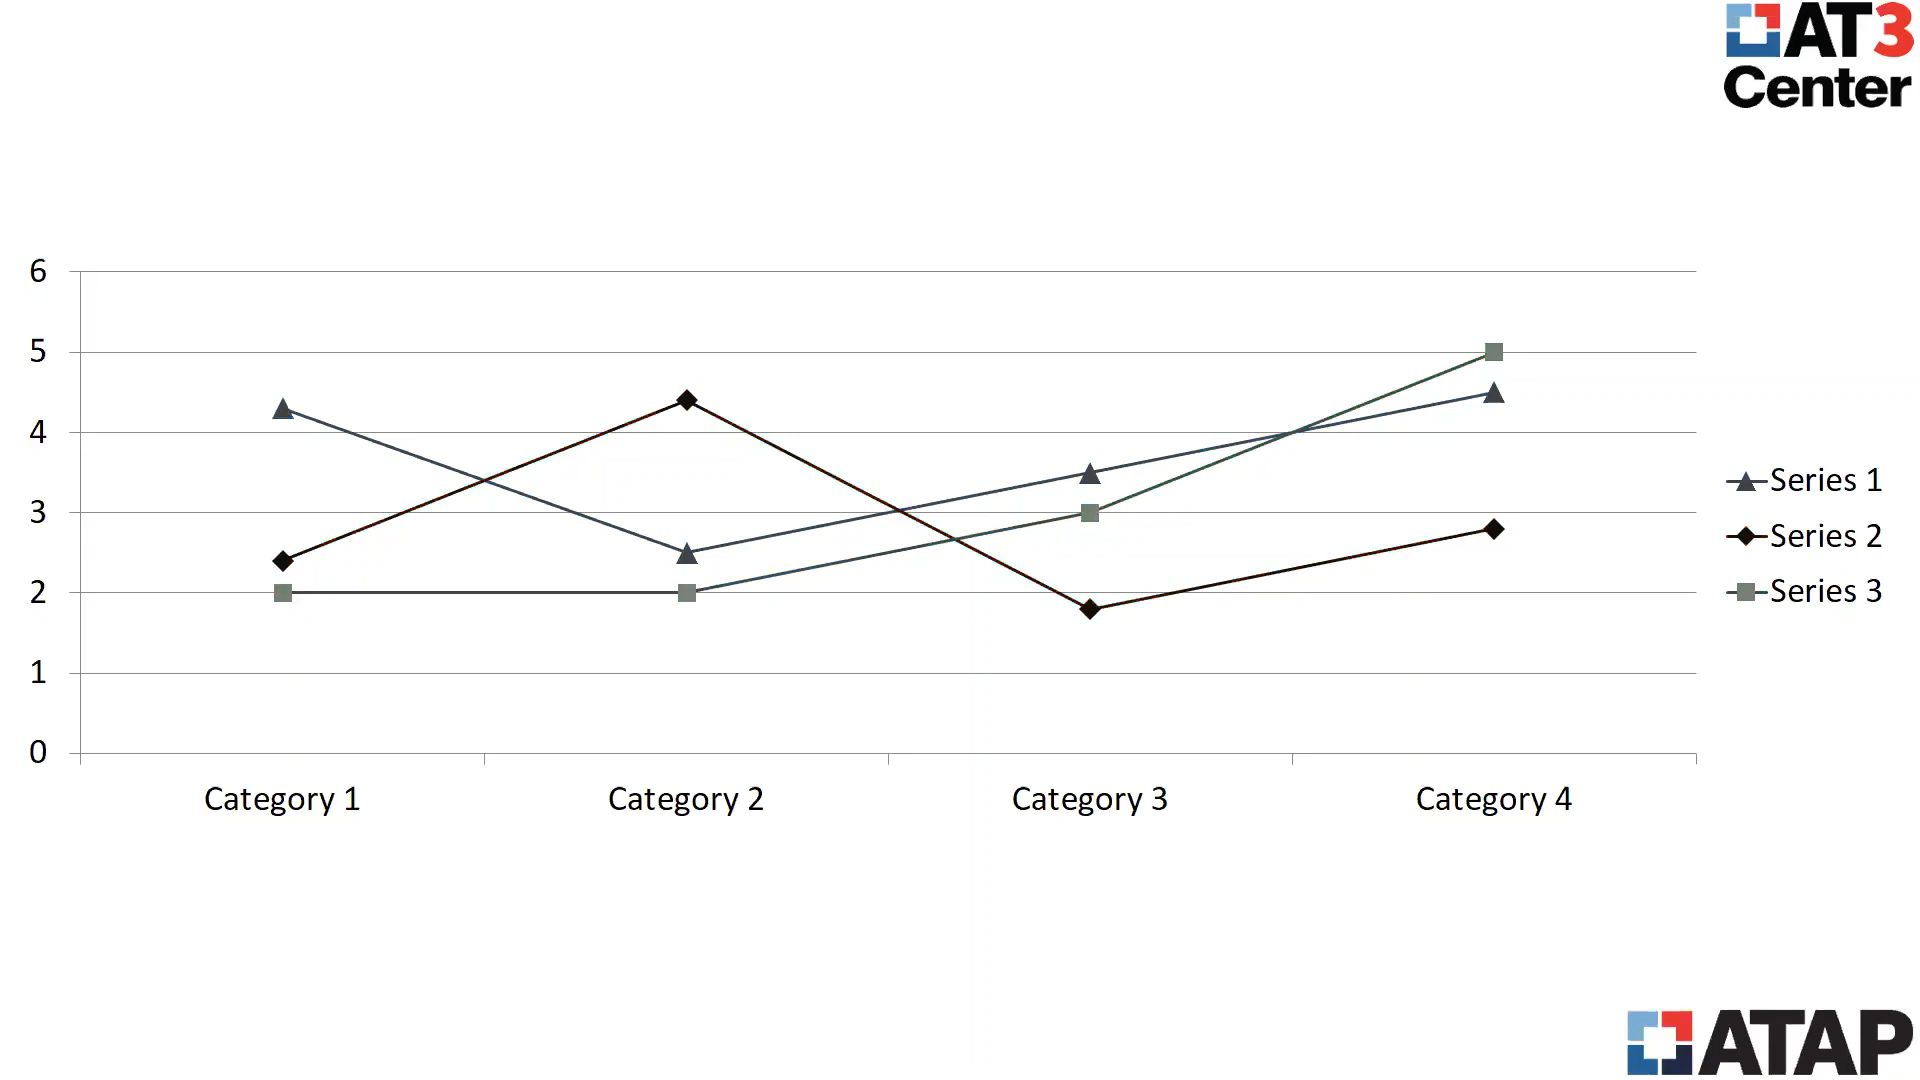 AT3
Center
6
5
4
3
2
1
0
Category 1
Category 2
Category 3
Category 4
Series 1
Series 2
Series 3
ATAP